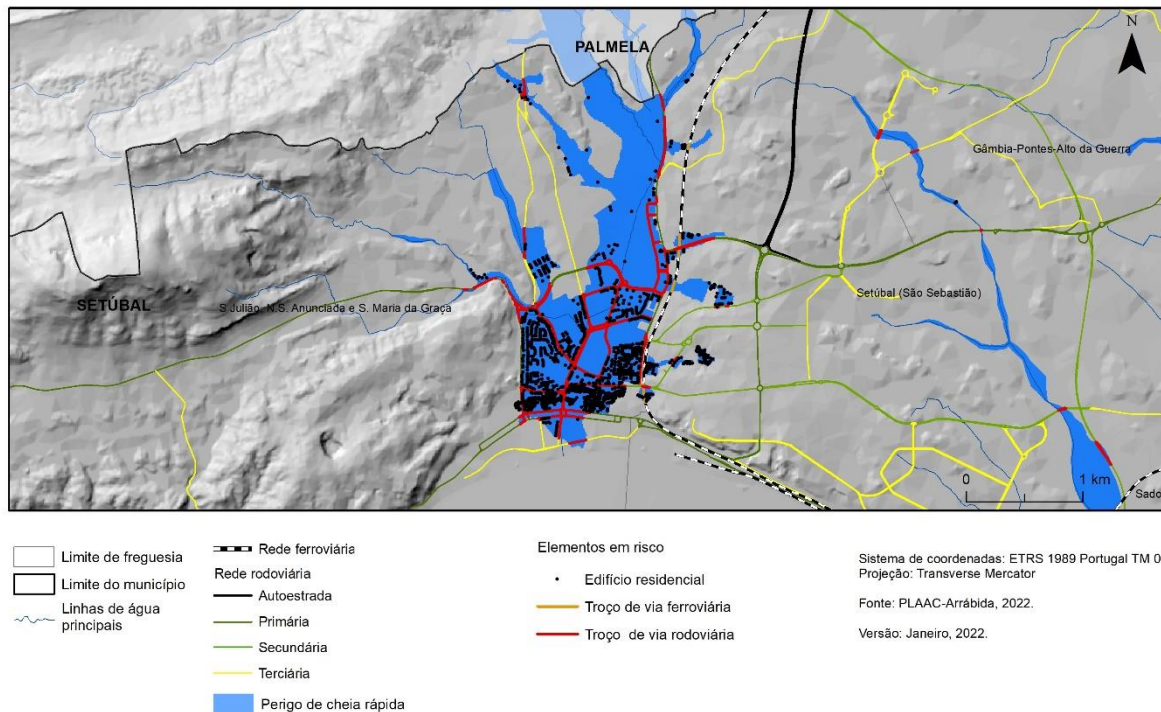 PALMELA
N
Gâmbia-Pontes-Alto da Guerra
SETÚBAL
S Julião, N.S. Anunciada e S. Maria da Graça
Setúbal (São Sebastião)
0
1 km
Sado
Limite de freguesia
Limite do município
Linhas de água
principais
Rede ferroviária
Rede rodoviária
Autoestrada
Primária
Secundária
Terciária
Perigo de cheia rápida
Elementos em risco
Edifício residencial
Troço de via ferroviária
Troço de via rodoviária
Sistema de coordenadas: ETRS 1989 Portugal TM 0
Projeção: Transverse Mercator
Fonte: PLAAC-Arrábida, 2022.
Versão: Janeiro, 2022.